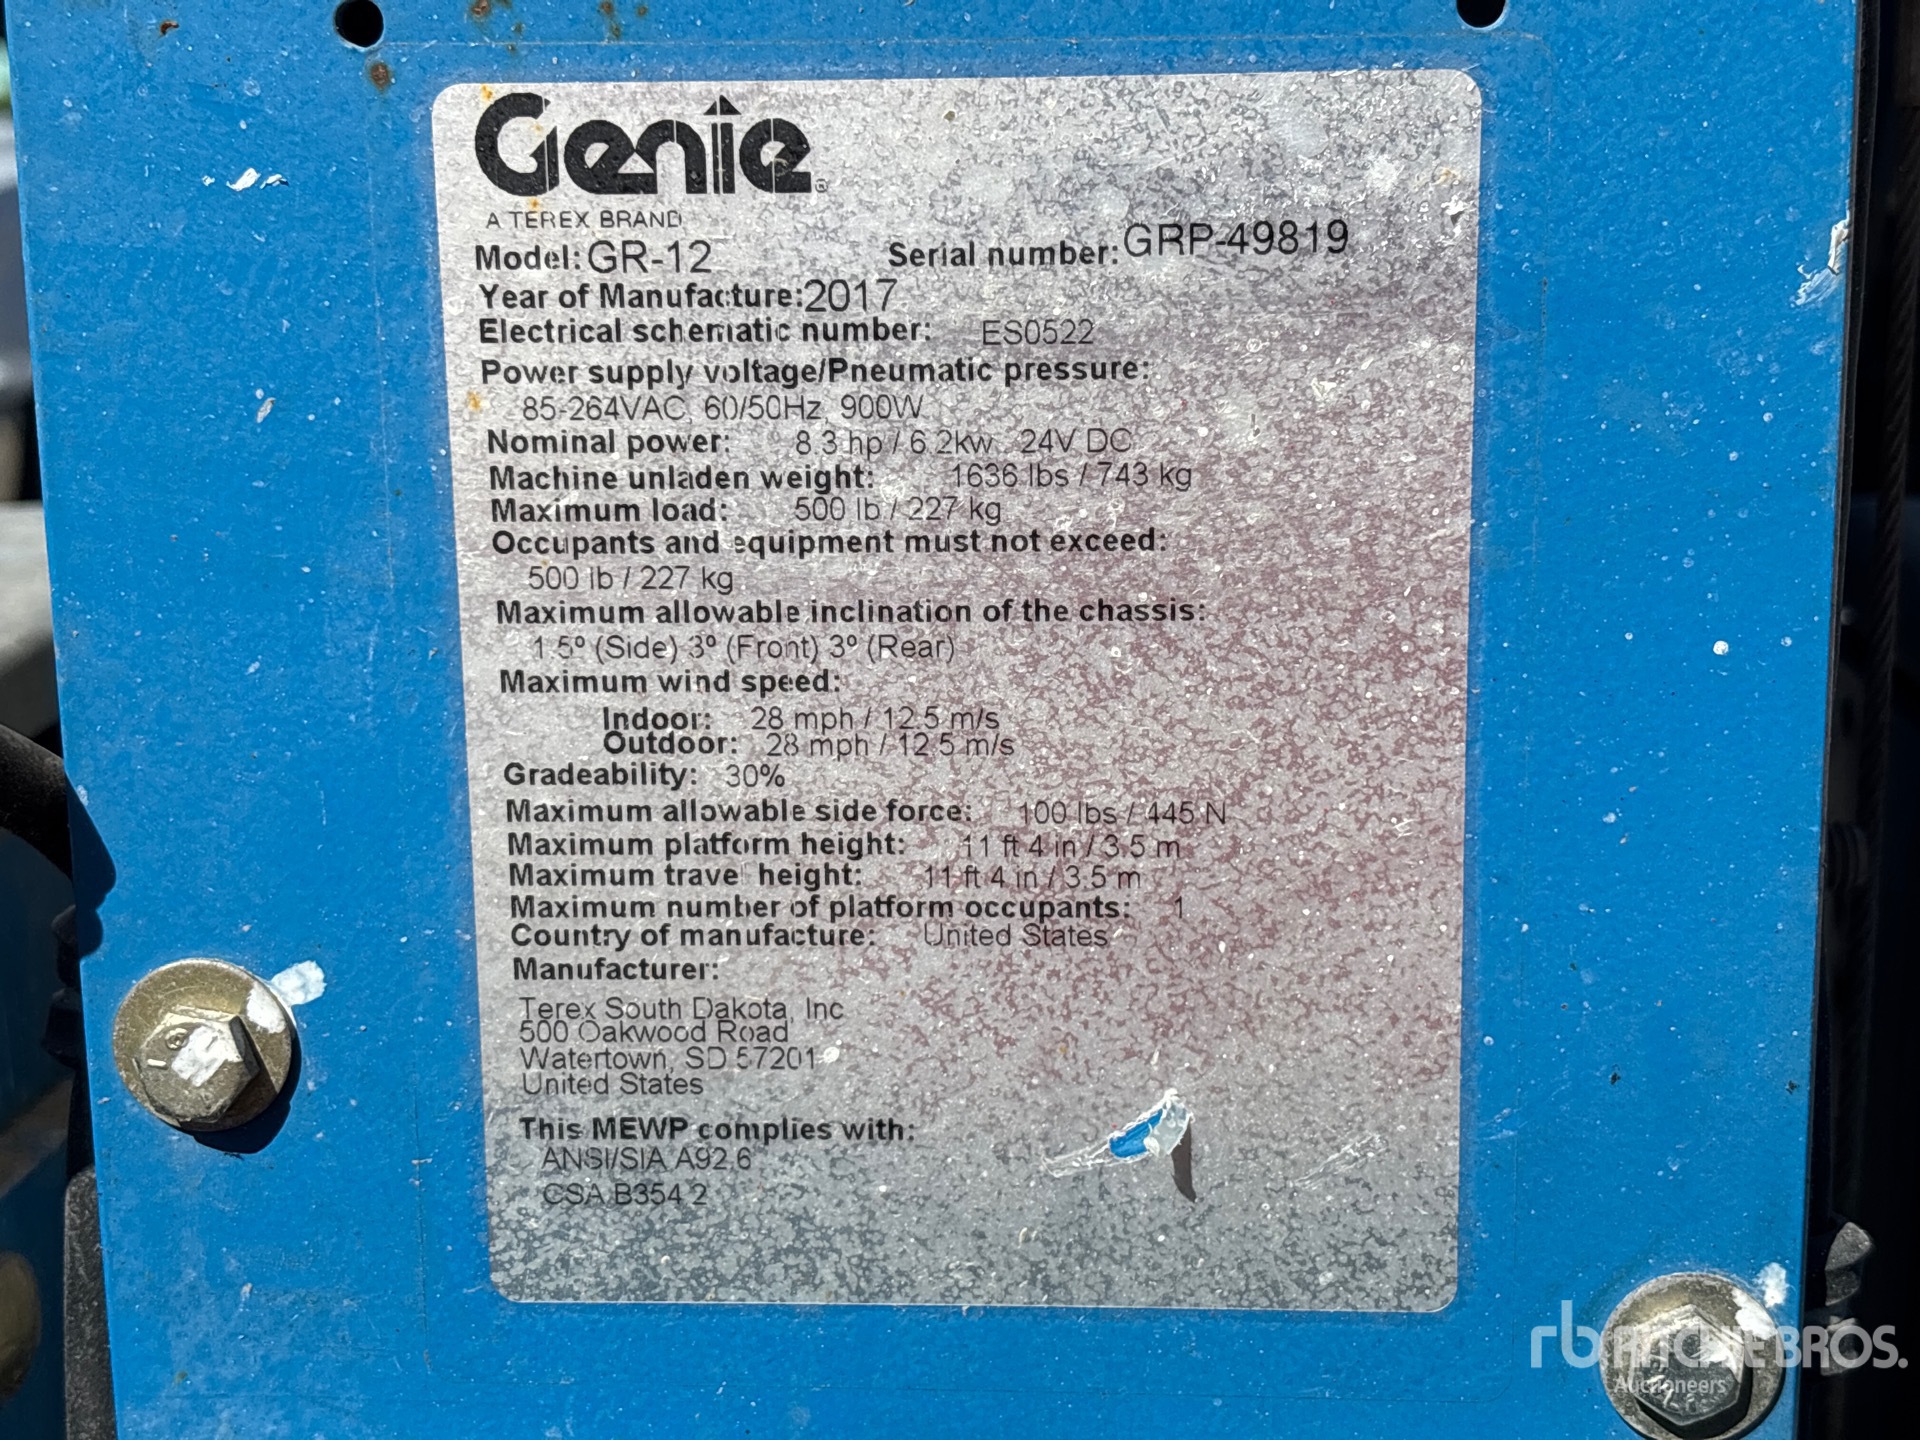 Genie®
A TEREX BRAND
Model: GR-12 Serial number: GRP-49819
Year of Manufacture: 2017
Electrical schematic number: ES0522
Power supply voltage/Pneumatic pressure:
85-264VAC, 60/50Hz, 900W
Nominal power: 8.3 hp / 6.2kw 24V DC
Machine unladen weight: 1636 lbs / 743 kg
Maximum load: 500 lb / 227 kg
Occupants and equipment must not exceed:
500 lb / 227 kg
Maximum allowable inclination of the chassis:
1.5° (Side) 3° (Front) 3° (Rear)
Maximum wind speed:
Indoor: 28 mph / 12.5 m/s
Outdoor: 28 mph / 12.5 m/s
Gradeability: 30%
Maximum allowable side force: 100 lbs / 445 N
Maximum platform height: 11 ft 4 in / 3.5 m
Maximum travel height: 11 ft 4 in / 3.5 m
Maximum number of platform occupants: 1
Country of manufacture: United States
Manufacturer:
Terex South Dakota, Inc
500 Oakwood Road
Watertown, SD 57201
United States
This MEWP complies with:
ANSI/SIA A92.6
CSA B354.2
rb RITCHIE BROS.
Auctioneers